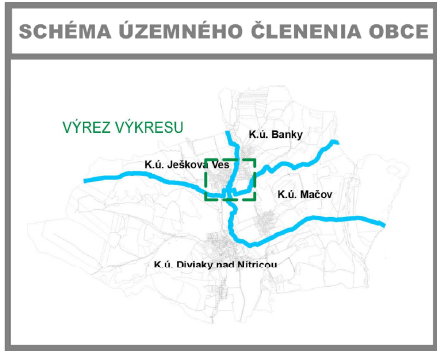 SCHÉMA ÚZEMNÉHO ČLENENIA OBCE
VÝREZ VÝKRESU
K.ú. Banky
K.ú. Ješkova Ves
K.ú. Mačov
K.ú. Diviaky nad Nitricou